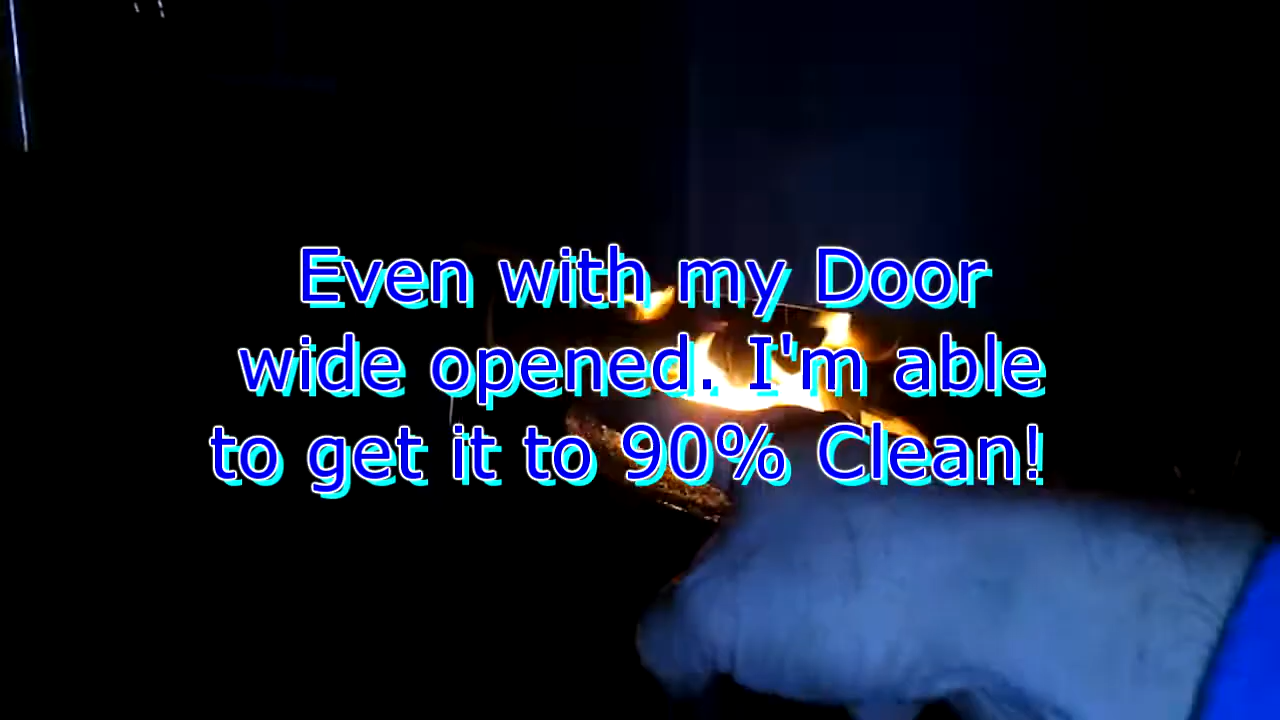 Even with my Door
wide opened. I'm able
to get it to 90% Clean!